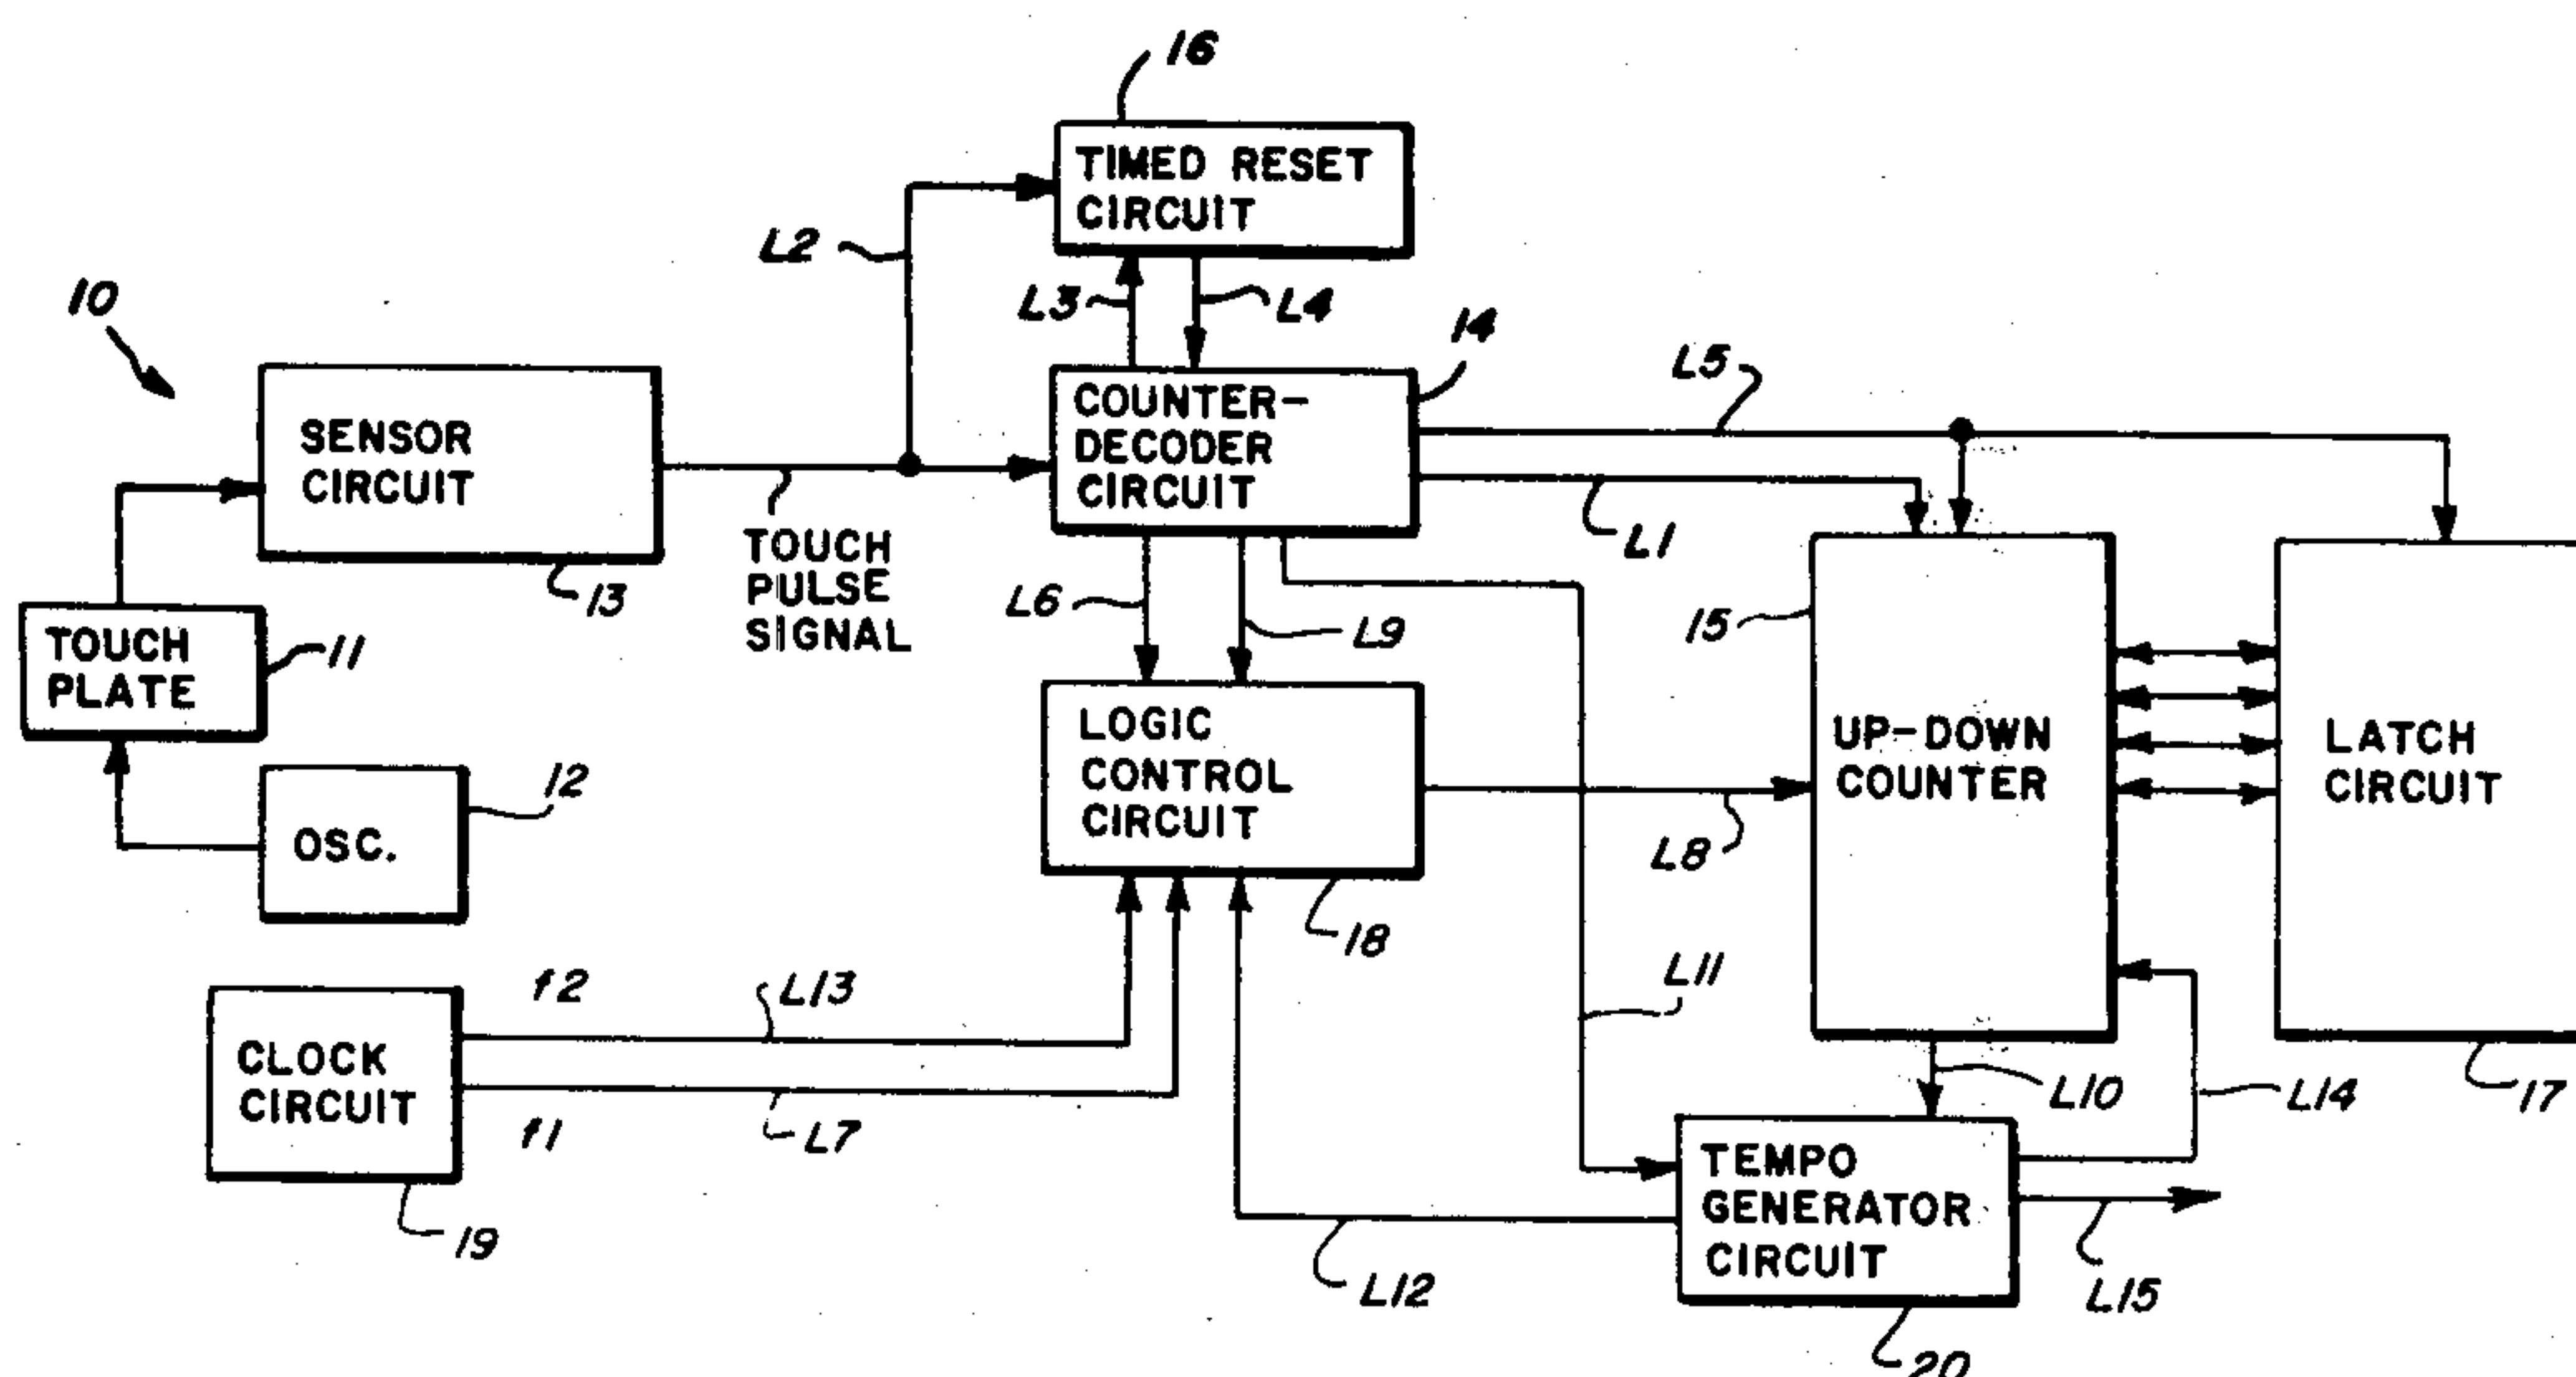 16
TIMED RESET
CIRCUIT
L2
L3
L4
10
14
L5
SENSOR
CIRCUIT
13
COUNTER-
DECODER
CIRCUIT
L1
TOUCH
PULSE
SIGNAL
TOUCH
PLATE
11
L6
L9
15
OSC.
12
LOGIC
CONTROL
CIRCUIT
18
L8
UP-DOWN
COUNTER
LATCH
CIRCUIT
17
CLOCK
CIRCUIT
19
f2
L13
f1
L7
L11
L10
L14
L12
TEMPO
GENERATOR
CIRCUIT
L15
20